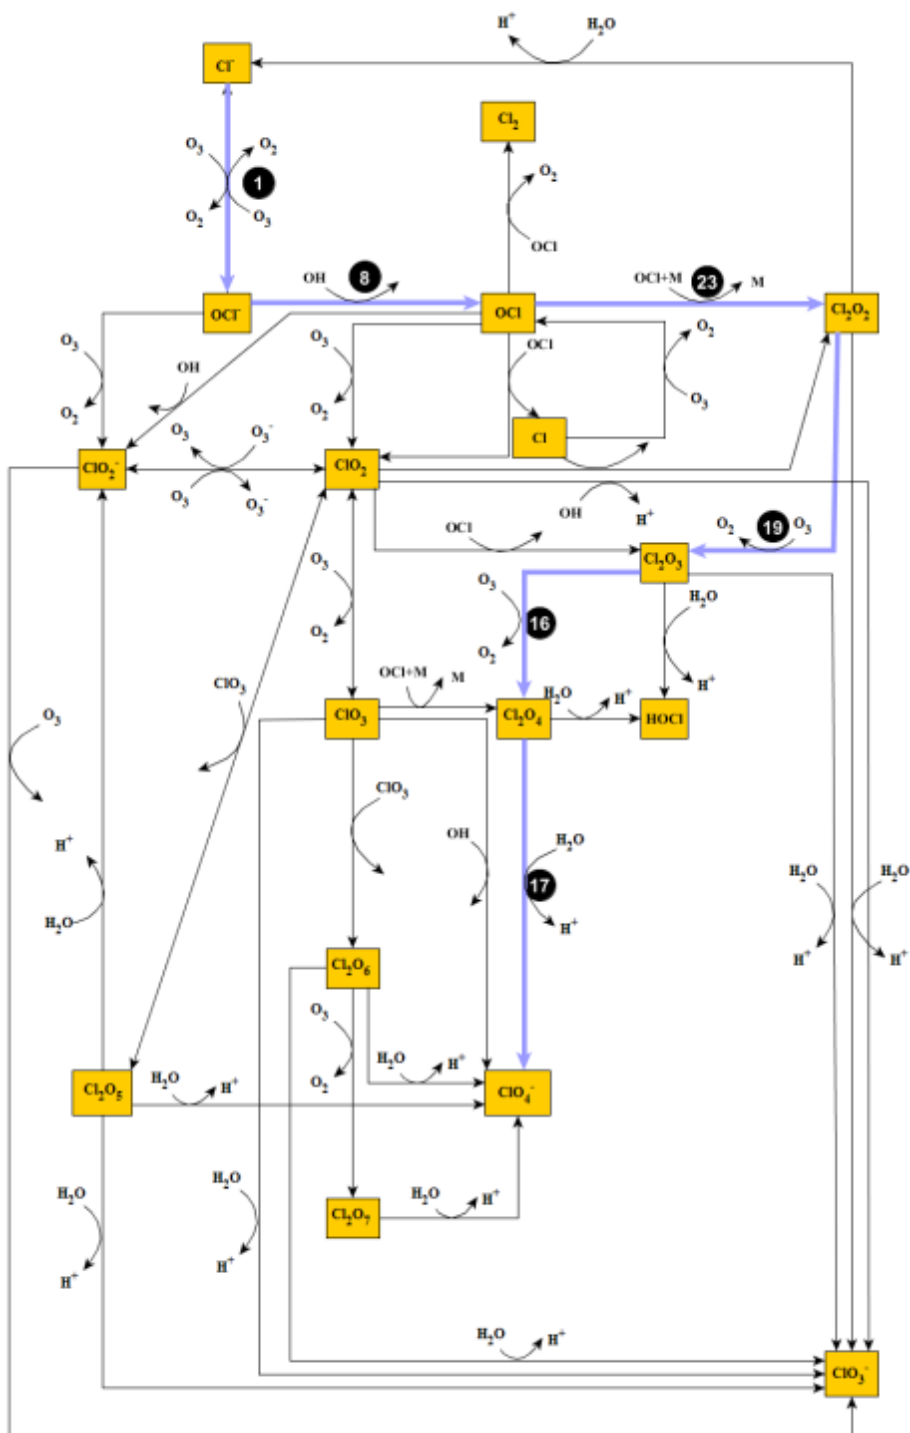 H⁺ H₂O
Cl⁻
Cl₂
O₃ O₂
O₂
1
O₂ O₃
OCl
OH 8
OCl+M 23 M
OCl⁻ OCl Cl₂O₂
O₃ O₃ OCl O₂
OH
O₂ O₂ O₃
Cl
O₃ O₃⁻
ClO₂⁻ ClO₂
O₃ O₃⁻
OH H⁺
OCl O₂ 19 O₃
Cl₂O₃
O₃ O₃ H₂O
16
O₂ O₂
H⁺
OCl+M M
ClO₃ H₂O H⁺
O₃ ClO₃ Cl₂O₄ HOCl
ClO₃
OH H₂O
H⁺
17
H₂O H₂O
H₂O H⁺
H⁺ H⁺
Cl₂O₆
O₃
H₂O H⁺
O₂
Cl₂O₅ H₂O H⁺ ClO₄⁻
H₂O H₂O
H₂O H⁺
Cl₂O₇
H⁺ H⁺
H₂O H⁺
ClO₃⁻